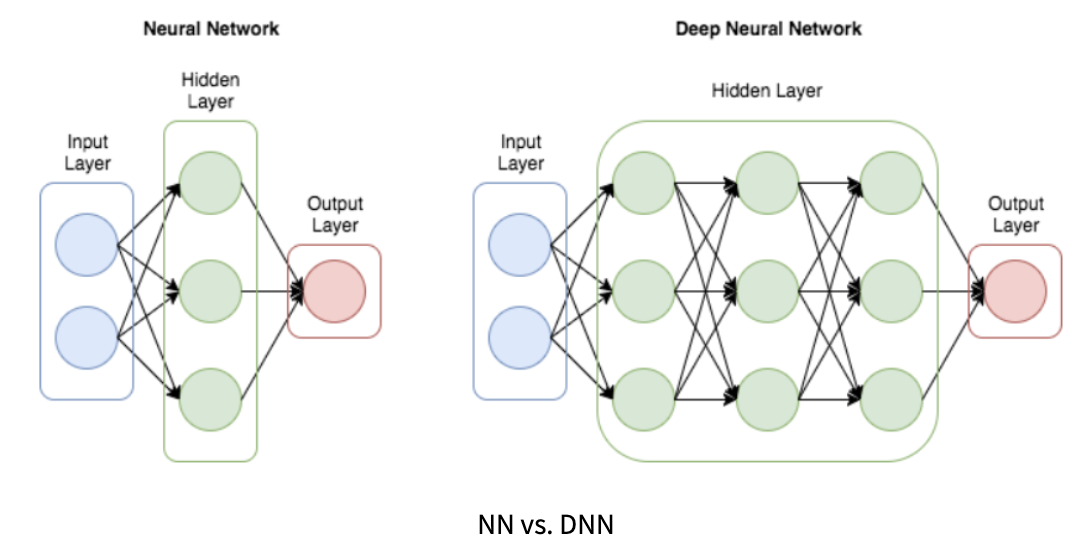 Neural Network
Hidden
Layer
Input
Layer
Output
Layer
Deep Neural Network
Hidden Layer
Input
Layer
Output
Layer
NN vs. DNN